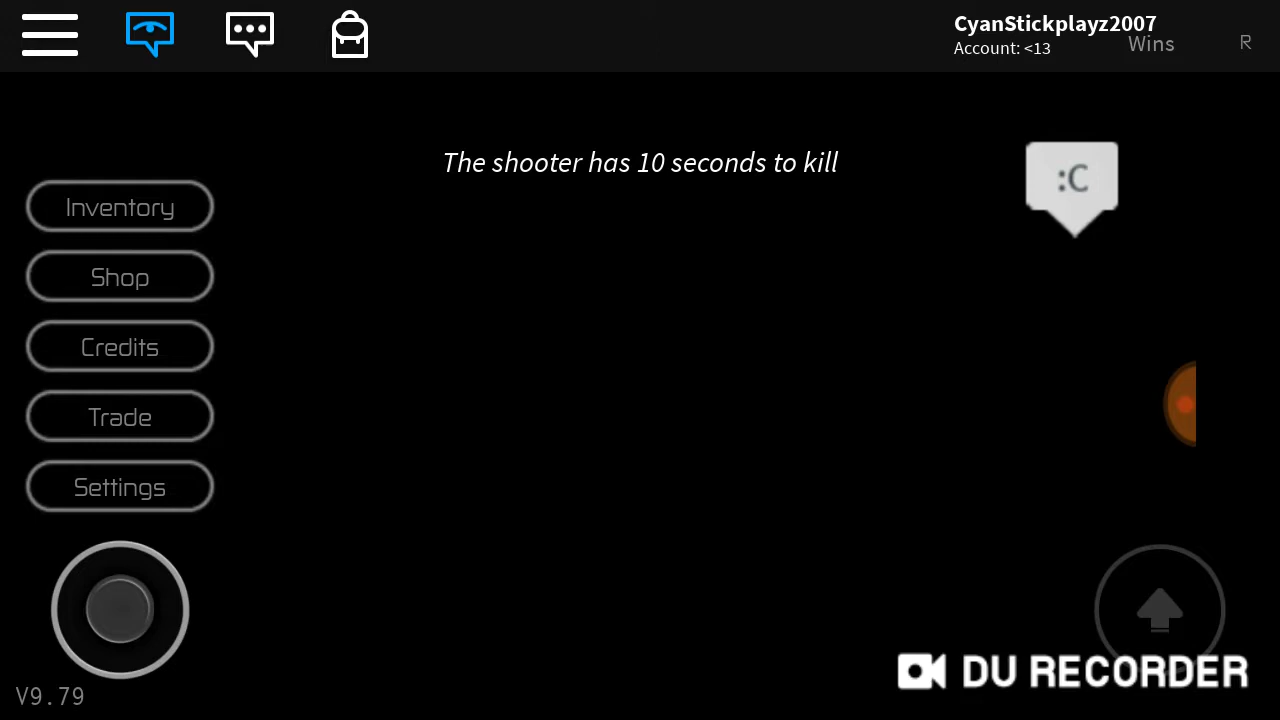 CyanStickplayz2007
Account: <13
Wins
R
The shooter has 10 seconds to kill
:C
Inventory
Shop
Credits
Trade
Settings
V9.79
DU RECORDER